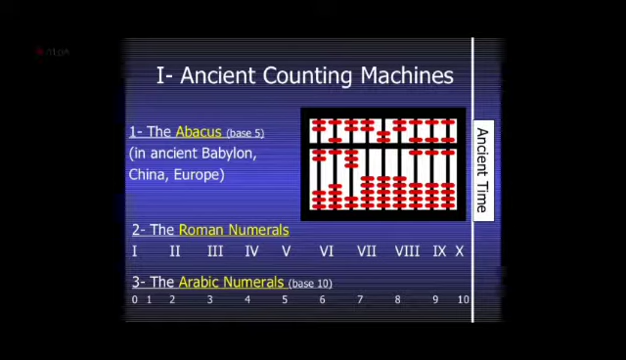 I- Ancient Counting Machines
1- The Abacus (base 5)
(in ancient Babylon,
China, Europe)
Ancient Time
2- The Roman Numerals
I II III IV V VI VII VIII IX X
3- The Arabic Numerals (base 10)
0 1 2 3 4 5 6 7 8 9 10